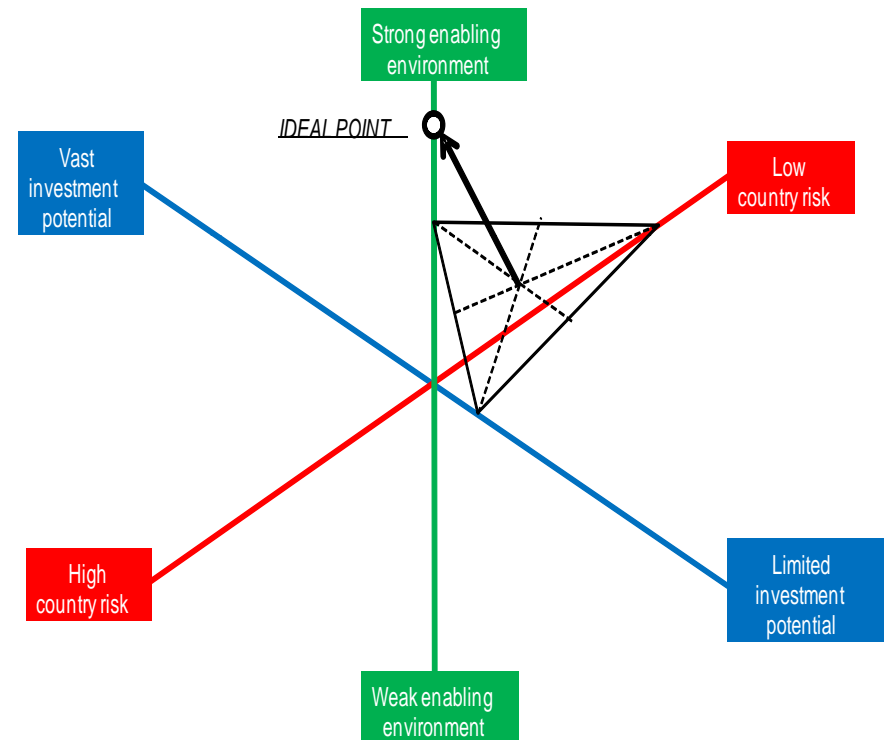 Strong enabling
environment
IDEAL POINT
Vast
investment
potential
Low
country risk
High
country risk
Limited
investment
potential
Weak enabling
environment